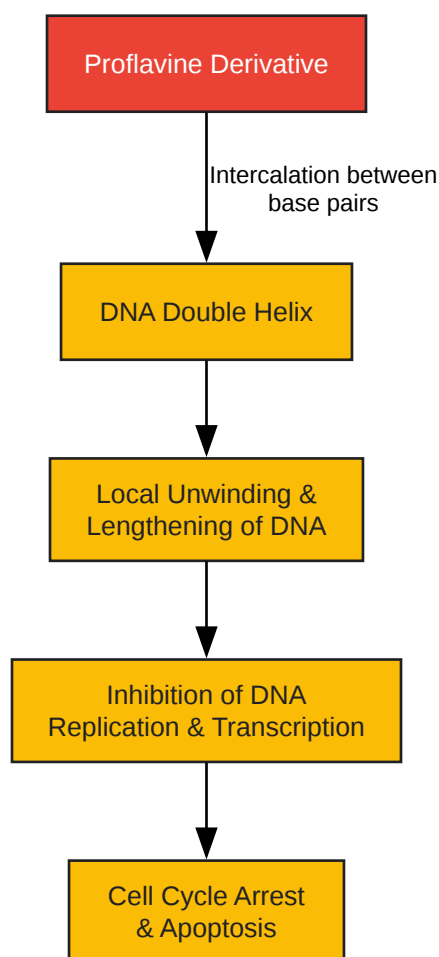 Proflavine Derivative
Intercalation between
base pairs
DNA Double Helix
Local Unwinding &
Lengthening of DNA
Inhibition of DNA
Replication & Transcription
Cell Cycle Arrest
& Apoptosis